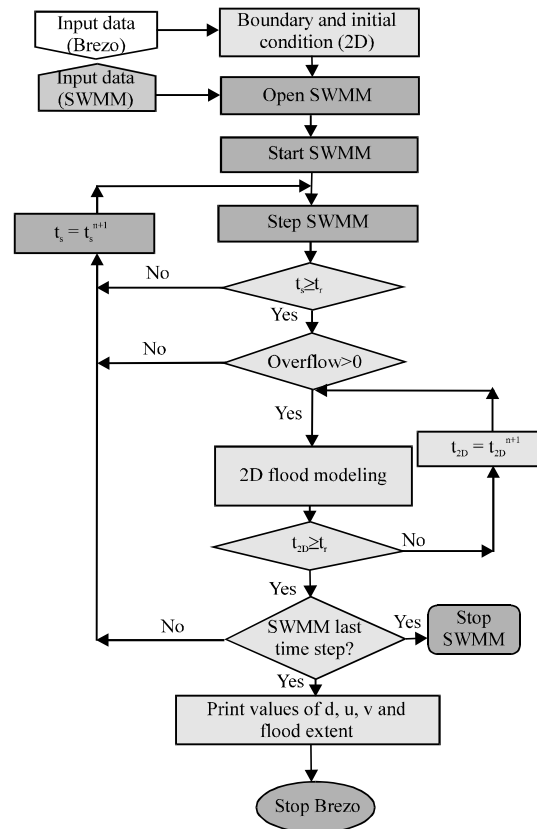 Input data
(Brezo)
Boundary and initial
condition (2D)
Input data
(SWMM)
Open SWMM
Start SWMM
tₛ = tₛⁿ⁺¹
Step SWMM
No
tₛ≥tᵣ
Yes
No
Overflow>0
Yes
t₂D = t₂Dⁿ⁺¹
2D flood modeling
t₂D≥tᵣ
No
Yes
No
SWMM last
time step?
Yes
Stop
SWMM
Yes
Print values of d, u, v and
flood extent
Stop Brezo